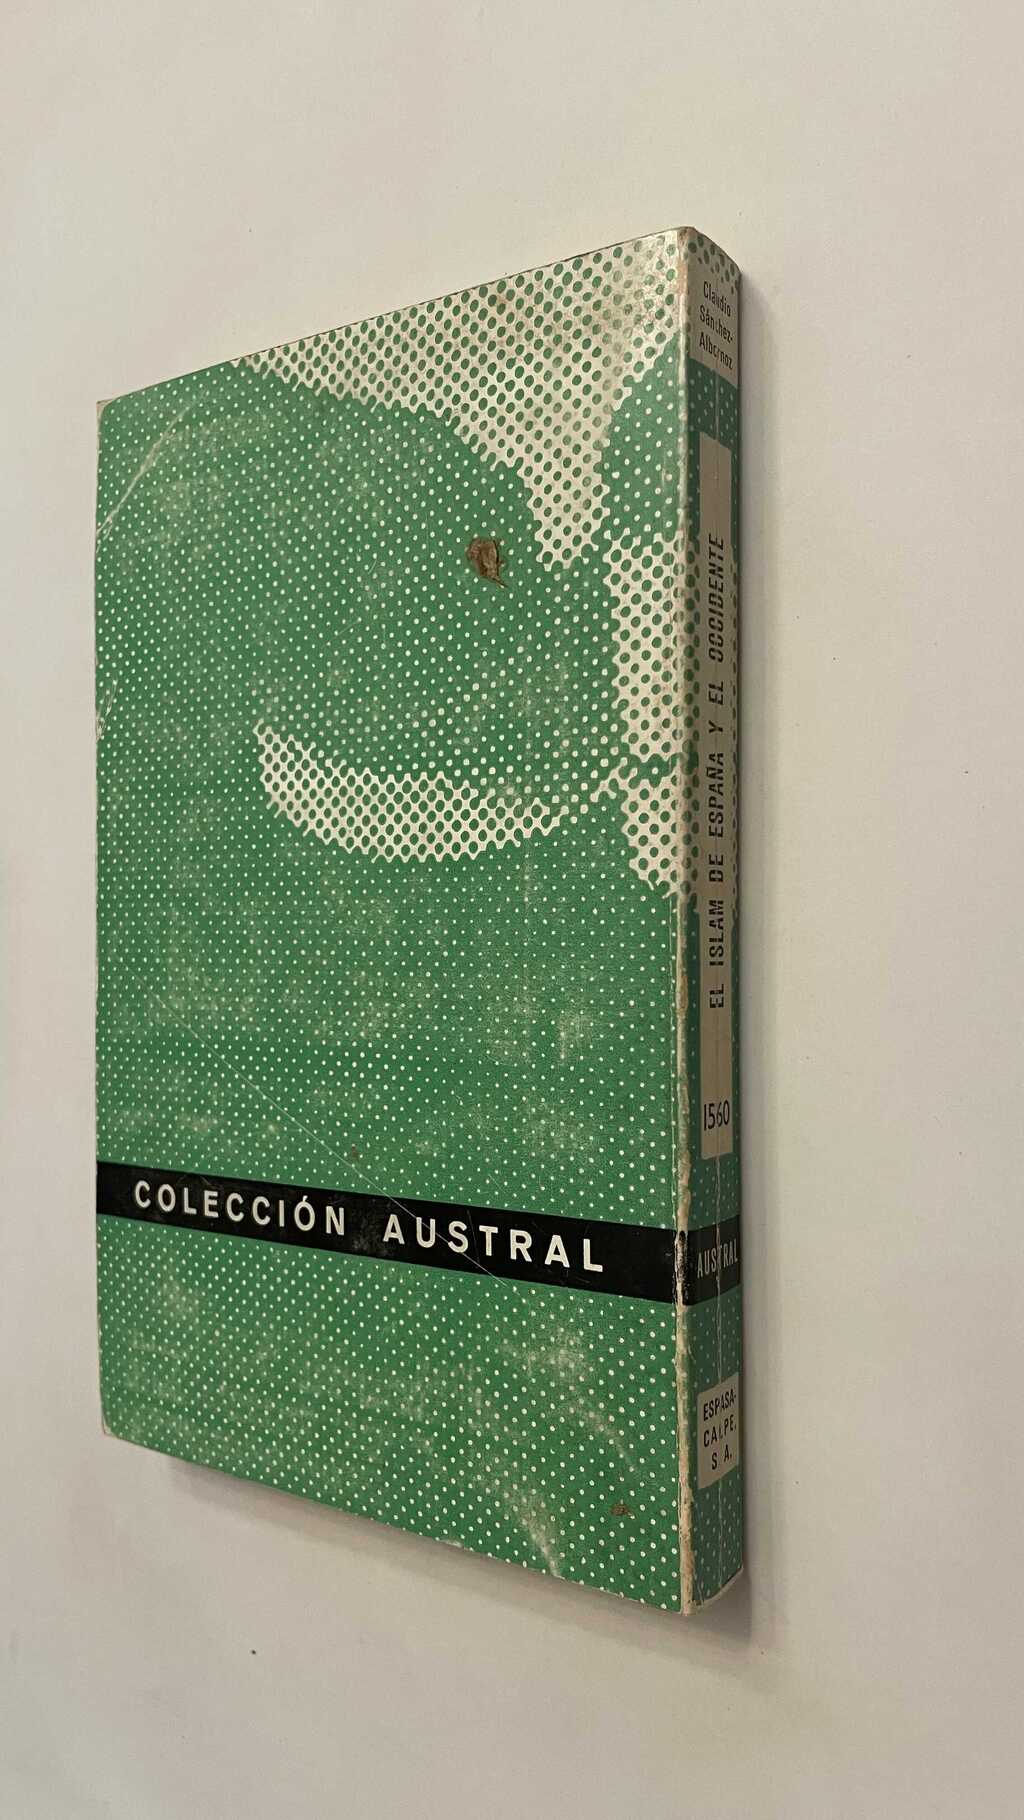 COLECCIÓN AUSTRAL
Claudio
Sánchez-
Albornoz
EL ISLAM DE ESPAÑA Y EL OCCIDENTE
1560
AUSTRAL
ESPASA-
CALPE,
S. A.